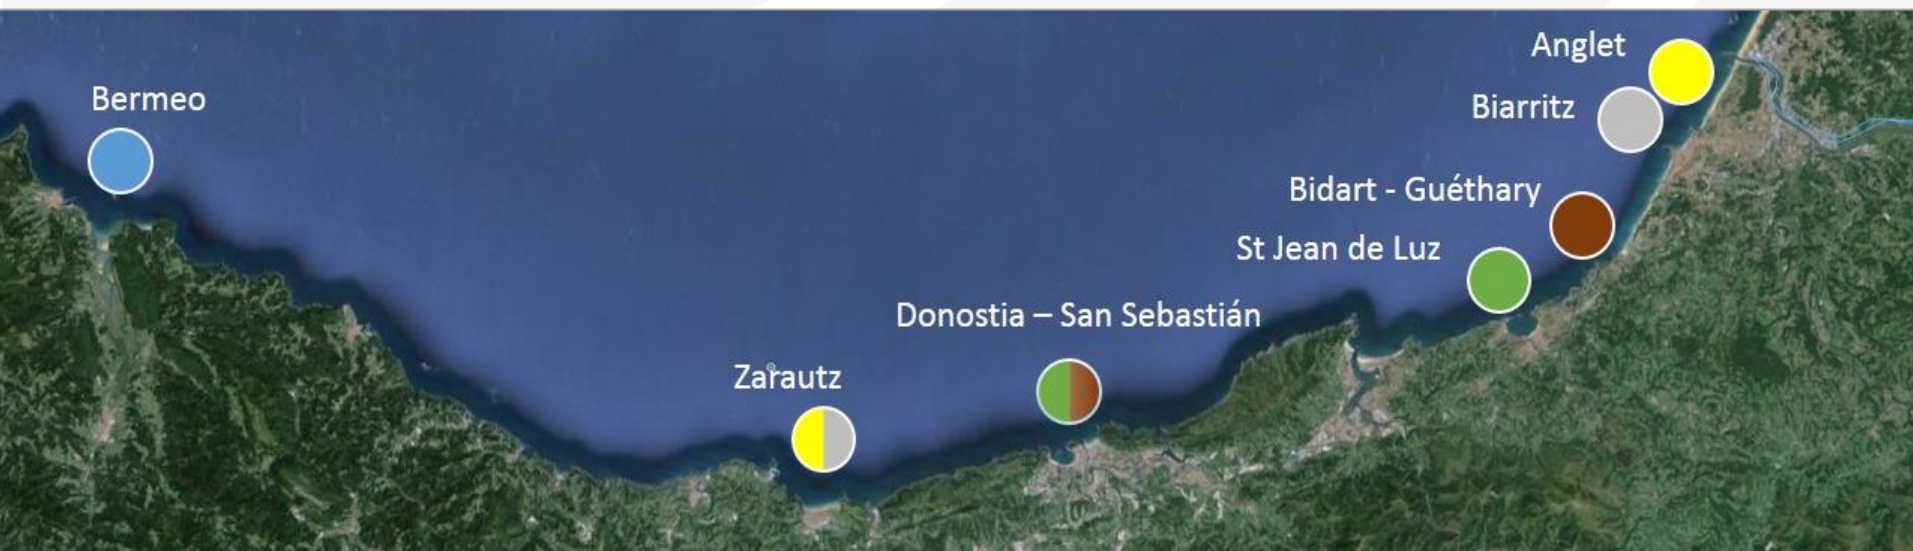 Anglet
Bermeo
Biarritz
Bidart - Guéthary
St Jean de Luz
Donostia – San Sebastián
Zarautz